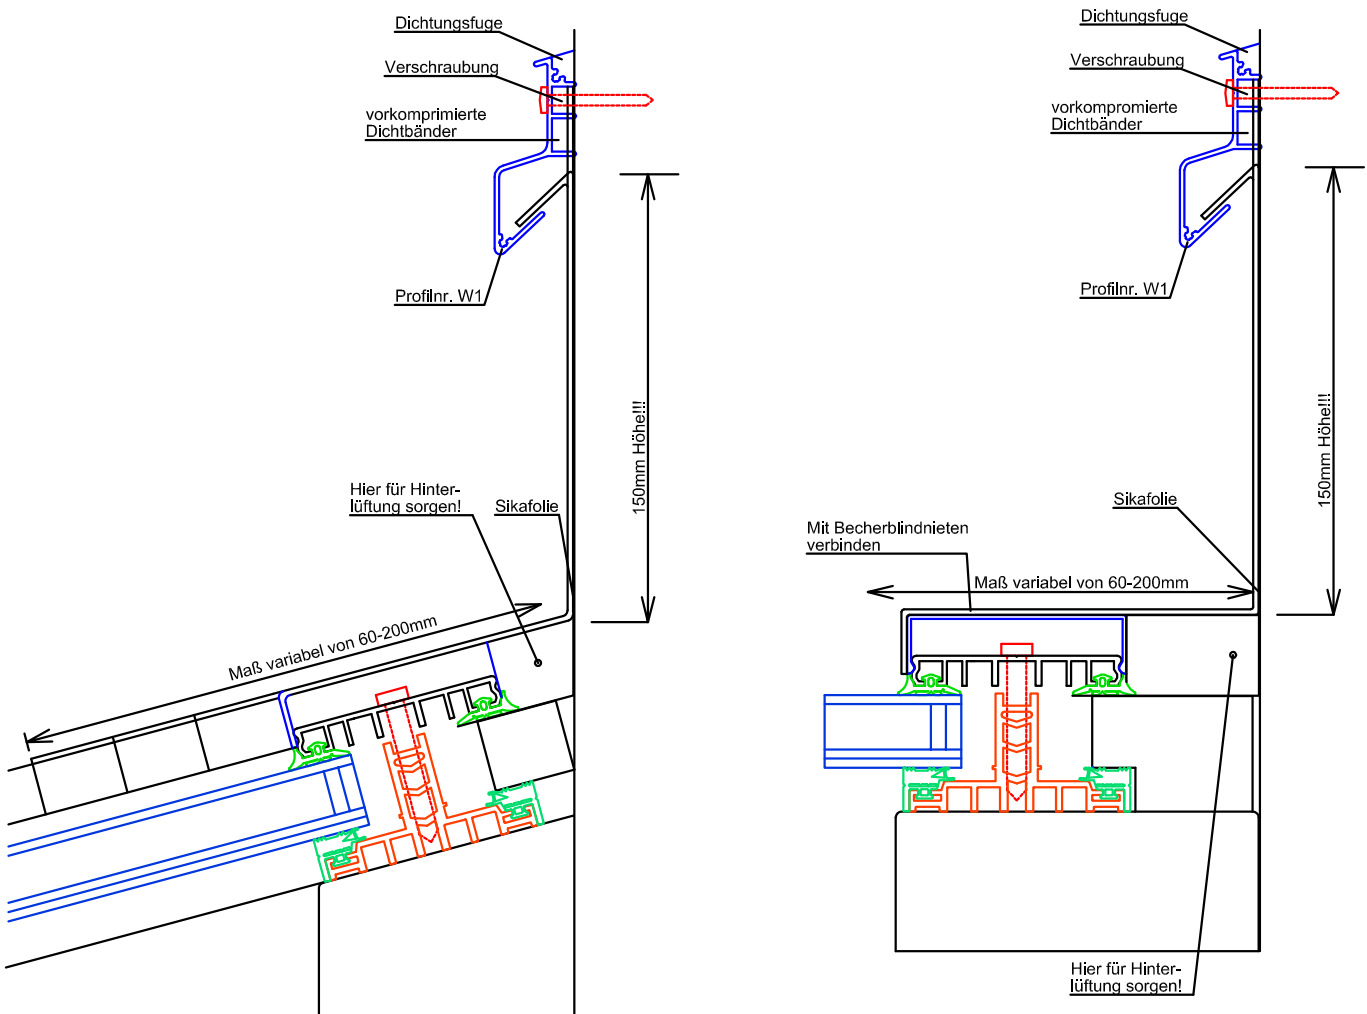 Dichtungsfuge
Verschraubung
vorkomprimierte
Dichtbänder
Profilnr. W1
150mm Höhe!!!
Hier für Hinter-
lüftung sorgen!
Sikafolie
Maß variabel von 60-200mm
Dichtungsfuge
Verschraubung
vorkompromierte
Dichtbänder
Profilnr. W1
150mm Höhe!!!
Sikafolie
Mit Becherblindnieten
verbinden
Maß variabel von 60-200mm
Hier für Hinter-
lüftung sorgen!